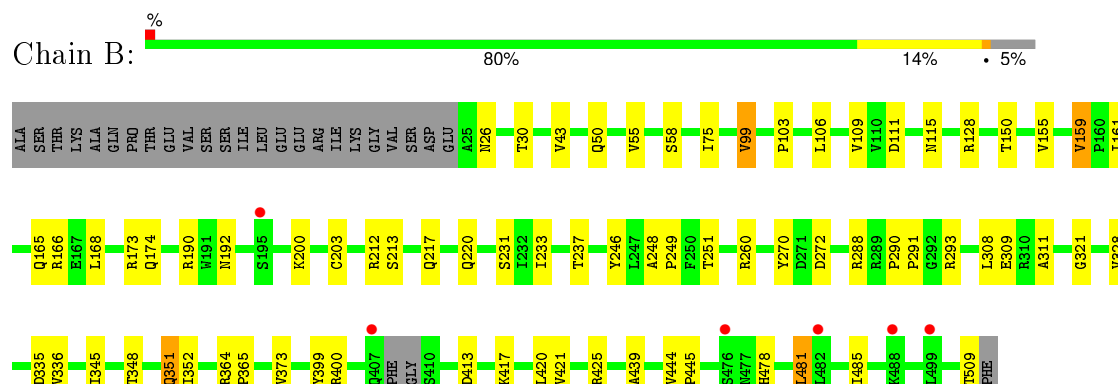 %
Chain B:
80% 14% • 5%
ALA SER THR LYS ALA GLN PRO THR GLU VAL SER SER ILE LEU GLU GLU ARG ILE LYS GLY VAL SER ASP GLU A25 N26 T30 V43 Q50 V55 S58 I75 V99 P103 L106 V109 V110 D111 N115 R128 T150 V155 V159 P160 I161
Q165 R166 E167 L168 R173 Q174 R190 W191 N192 S195 K200 C203 R212 S213 Q217 Q220 S231 I232 I233 T237 Y246 L247 A248 P249 F250 T251 R260 Y270 D271 D272 R288 R289 P290 P291 G292 R293 L308 E309 R310 A311 G321 V328
D335 V336 I345 T348 Q351 I352 R364 P365 V373 Y399 R400 Q407 PHE GLY S410 D413 K417 L420 V421 R425 A439 V444 P445 S476 N477 H478 L481 L482 I485 K488 L499 T509 PHE